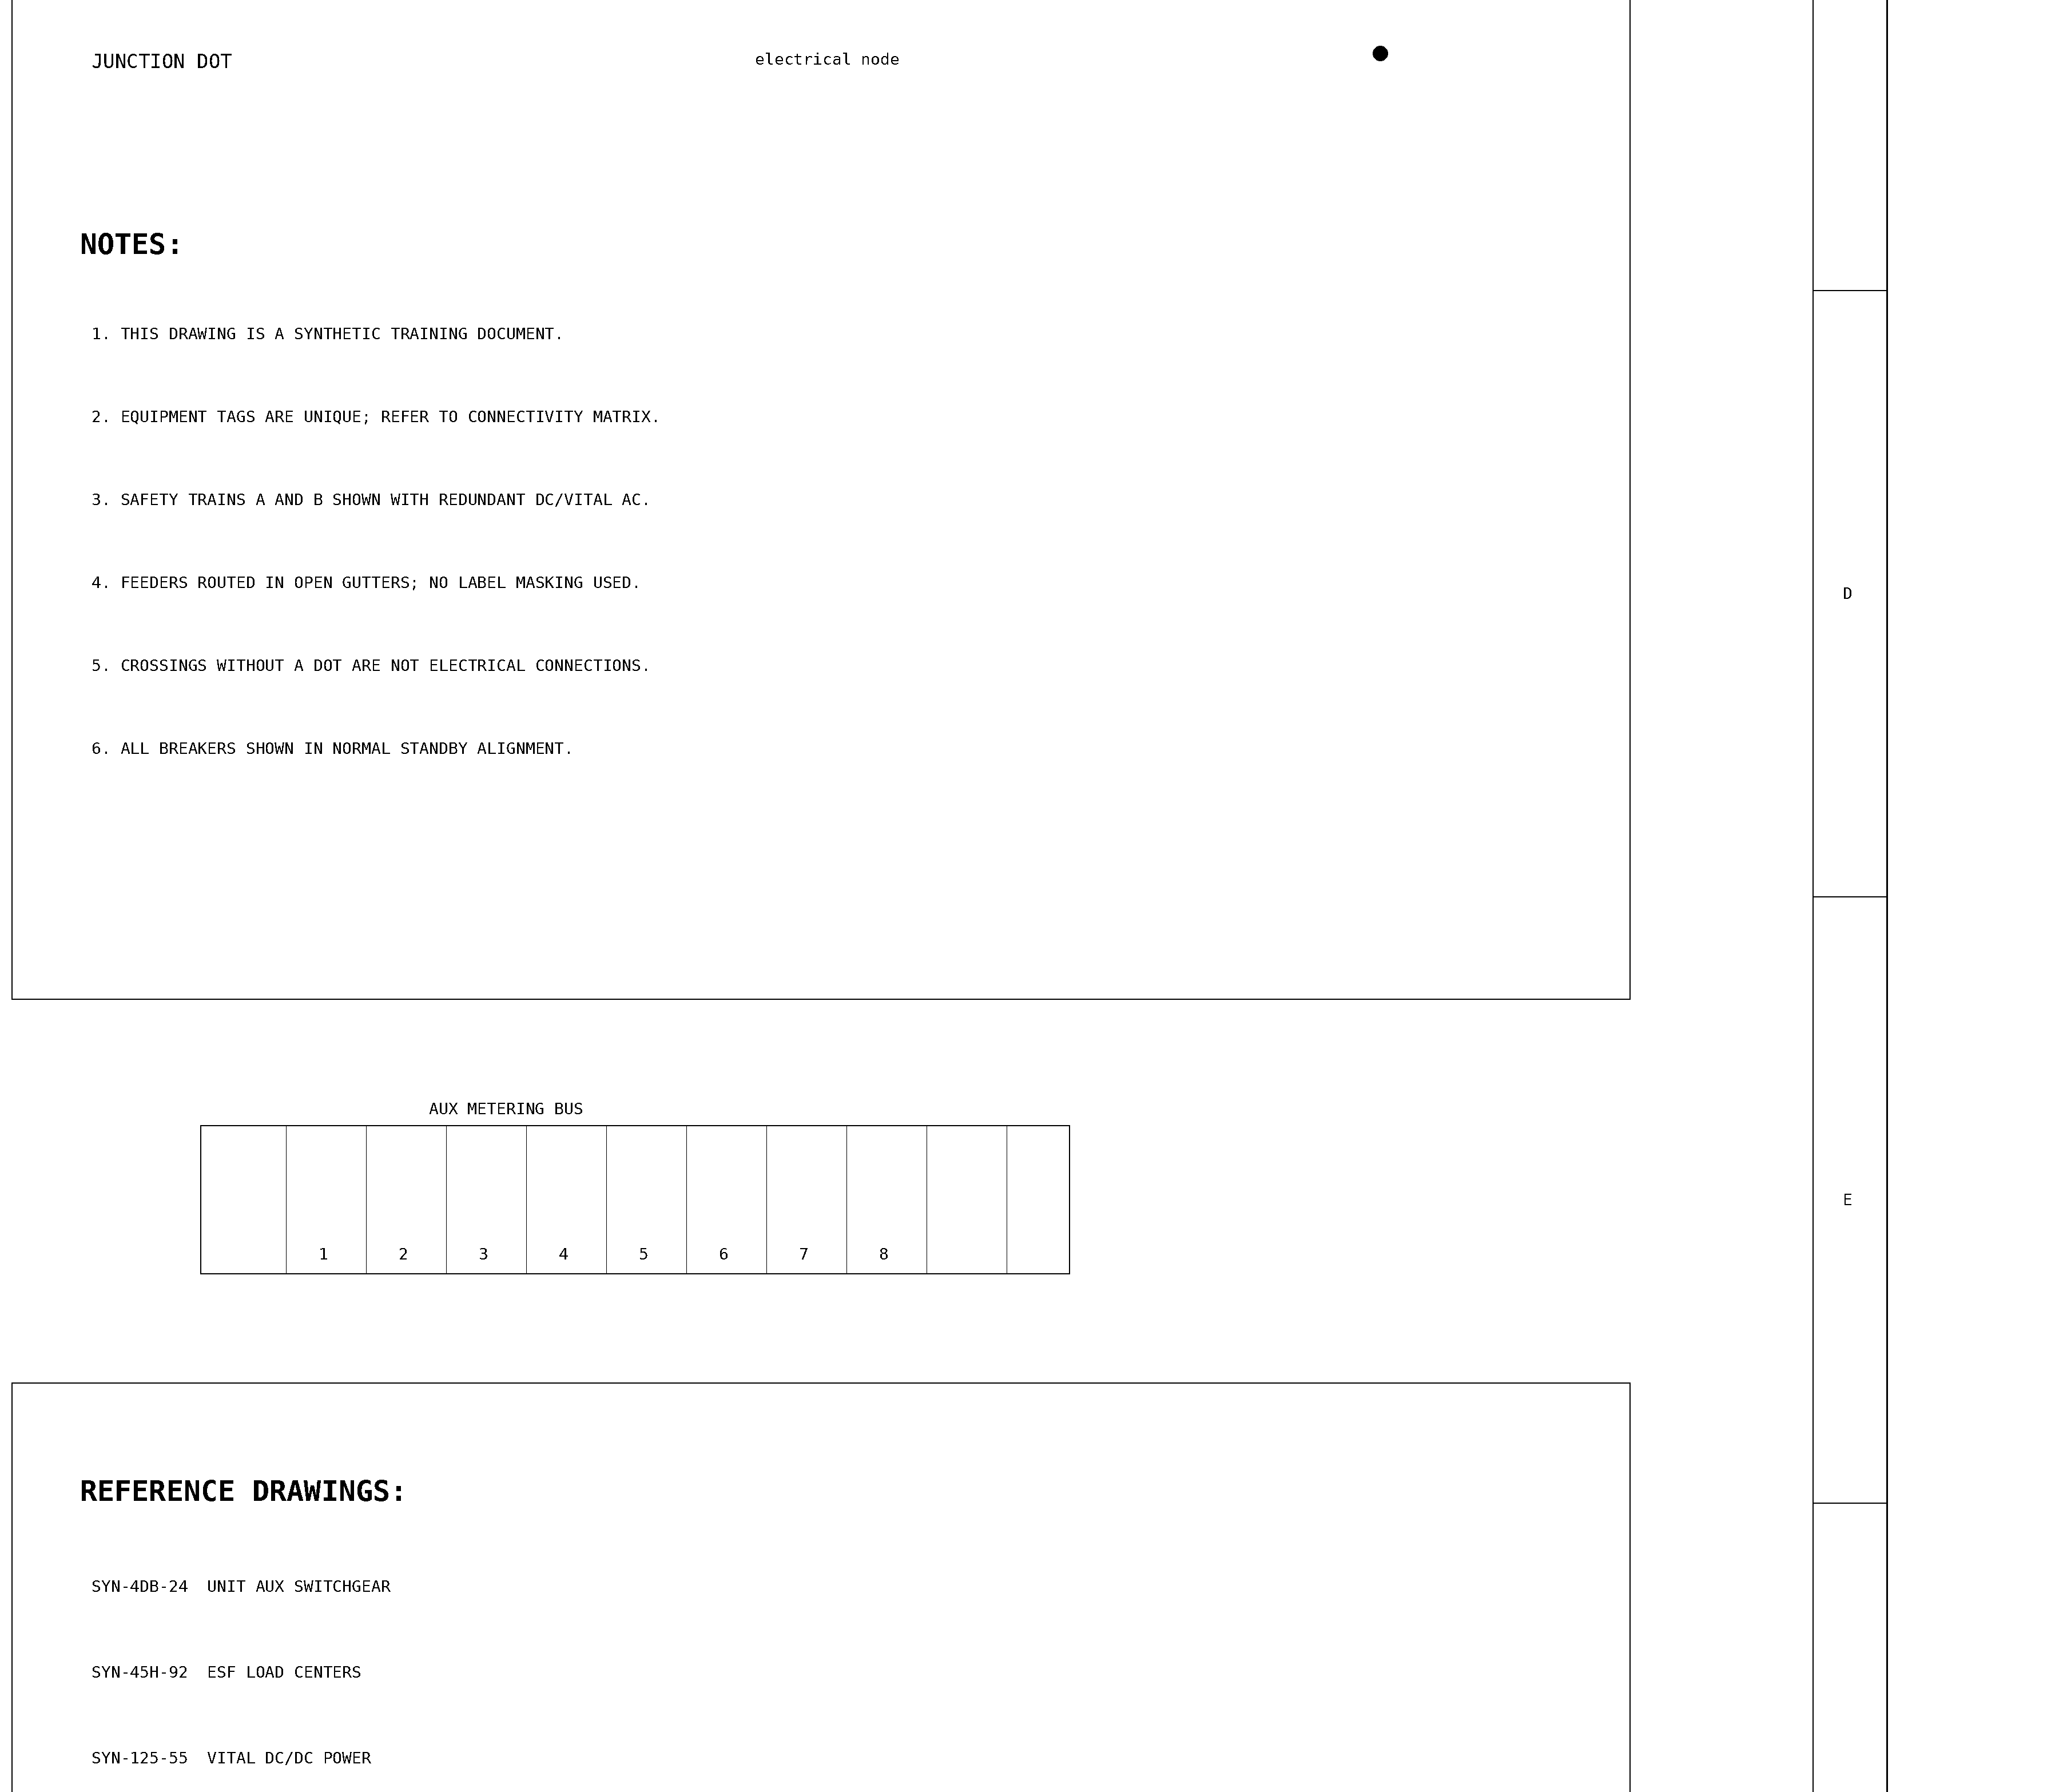 JUNCTION DOT electrical node
NOTES:
1. THIS DRAWING IS A SYNTHETIC TRAINING DOCUMENT.
2. EQUIPMENT TAGS ARE UNIQUE; REFER TO CONNECTIVITY MATRIX.
3. SAFETY TRAINS A AND B SHOWN WITH REDUNDANT DC/VITAL AC.
4. FEEDERS ROUTED IN OPEN GUTTERS; NO LABEL MASKING USED.
D
5. CROSSINGS WITHOUT A DOT ARE NOT ELECTRICAL CONNECTIONS.
6. ALL BREAKERS SHOWN IN NORMAL STANDBY ALIGNMENT.
AUX METERING BUS
E
1 2 3 4 5 6 7 8
REFERENCE DRAWINGS:
SYN-4DB-24 UNIT AUX SWITCHGEAR
SYN-45H-92 ESF LOAD CENTERS
SYN-125-55 VITAL DC/DC POWER